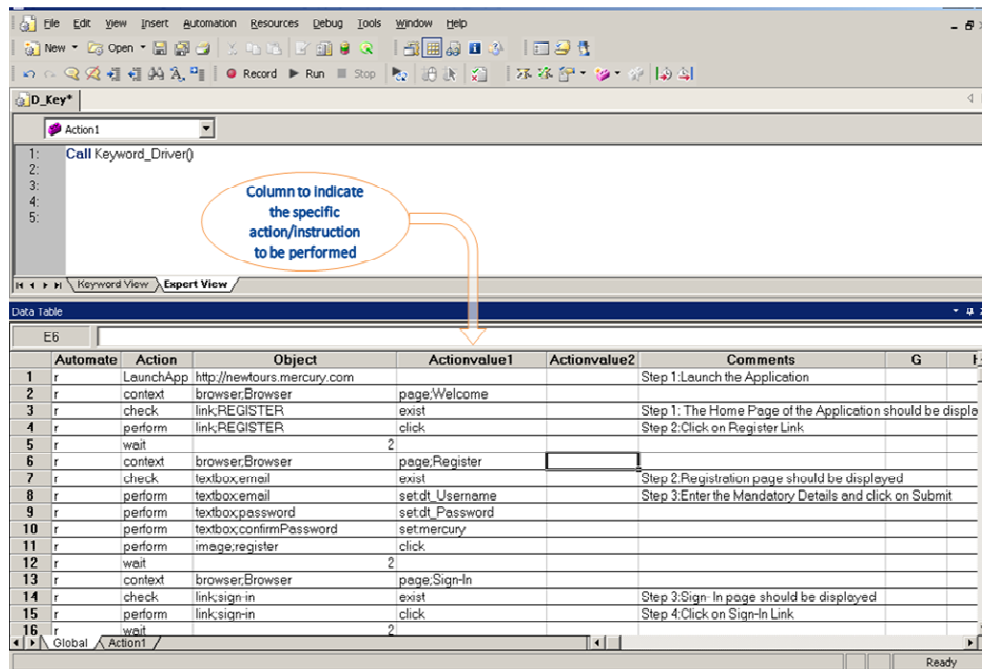 File Edit View Insert Automation Resources Debug Tools Window Help
New Open
Record Run Stop
D_Key*
Action1
1: Call Keyword_Driver()
2:
3:
4:
5:
Column to indicate
the specific
action/instruction
to be performed
Keyword View Expert View
Data Table
E6
Automate Action Object Actionvalue1 Actionvalue2 Comments G
1 r LaunchApp http://newtours.mercury.com Step 1:Launch the Application
2 r context browser;Browser page;Welcome
3 r check link;REGISTER exist Step 1: The Home Page of the Application should be displa
4 r perform link;REGISTER click Step 2:Click on Register Link
5 r wait 2
6 r context browser;Browser page;Register
7 r check textbox;email exist Step 2:Registration page should be displayed
8 r perform textbox;email set;dt_Username Step 3:Enter the Mandatory Details and click on Submit
9 r perform textbox;password set;dt_Password
10 r perform textbox;confirmPassword set;mercury
11 r perform image;register click
12 r wait 2
13 r context browser;Browser page;Sign-In
14 r check link;sign-in exist Step 3:Sign- In page should be displayed
15 r perform link;sign-in click Step 4:Click on Sign-In Link
16 r wait 2
Global Action1
Ready